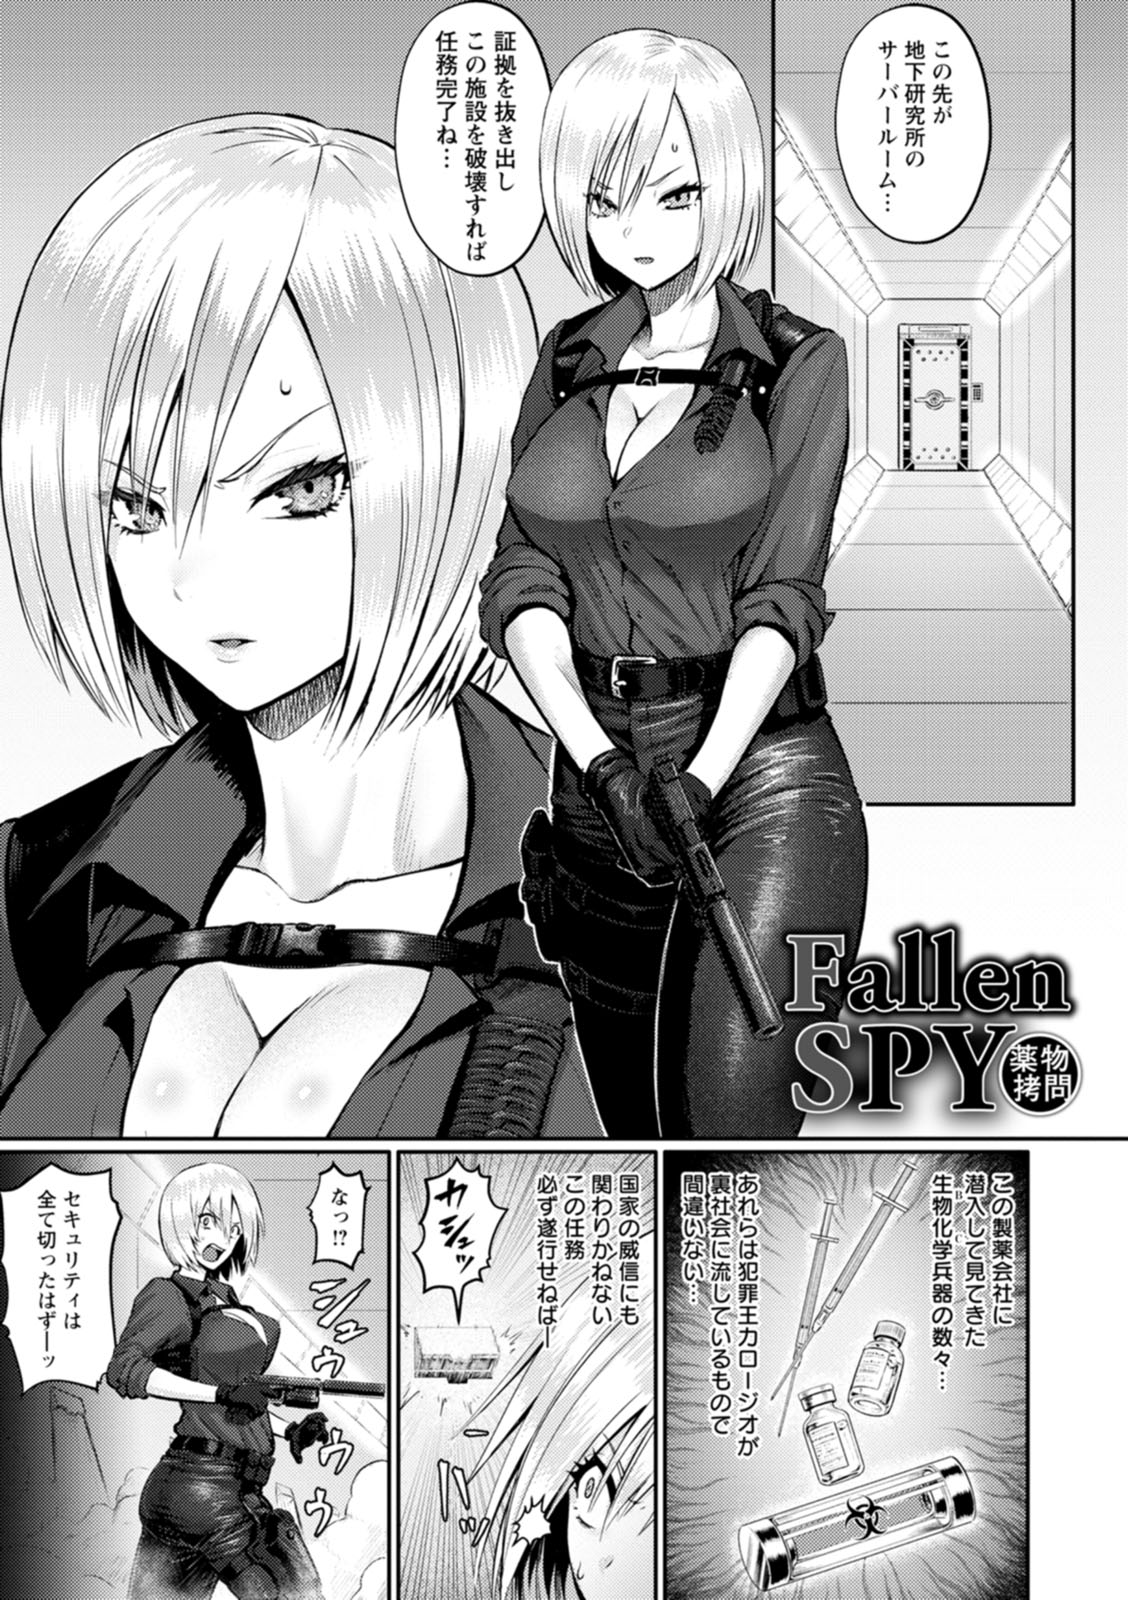 この先が
地下研究所の
サーバールーム…
証拠を抜き出し
この施設を破壊すれば
任務完了ね…
Fallen
SPY
薬物
拷問
この製薬会社に
潜入して見てきた
生物化学兵器の数々…
BC
あれらは犯罪王カロージオが
裏社会に流しているもので
間違いない…
国家の威信にも
関わりかねない
この任務
必ず遂行せねば―
カシュッ
なっ!?
シュウウウ
セキュリティは
全て切ったはず――ッ